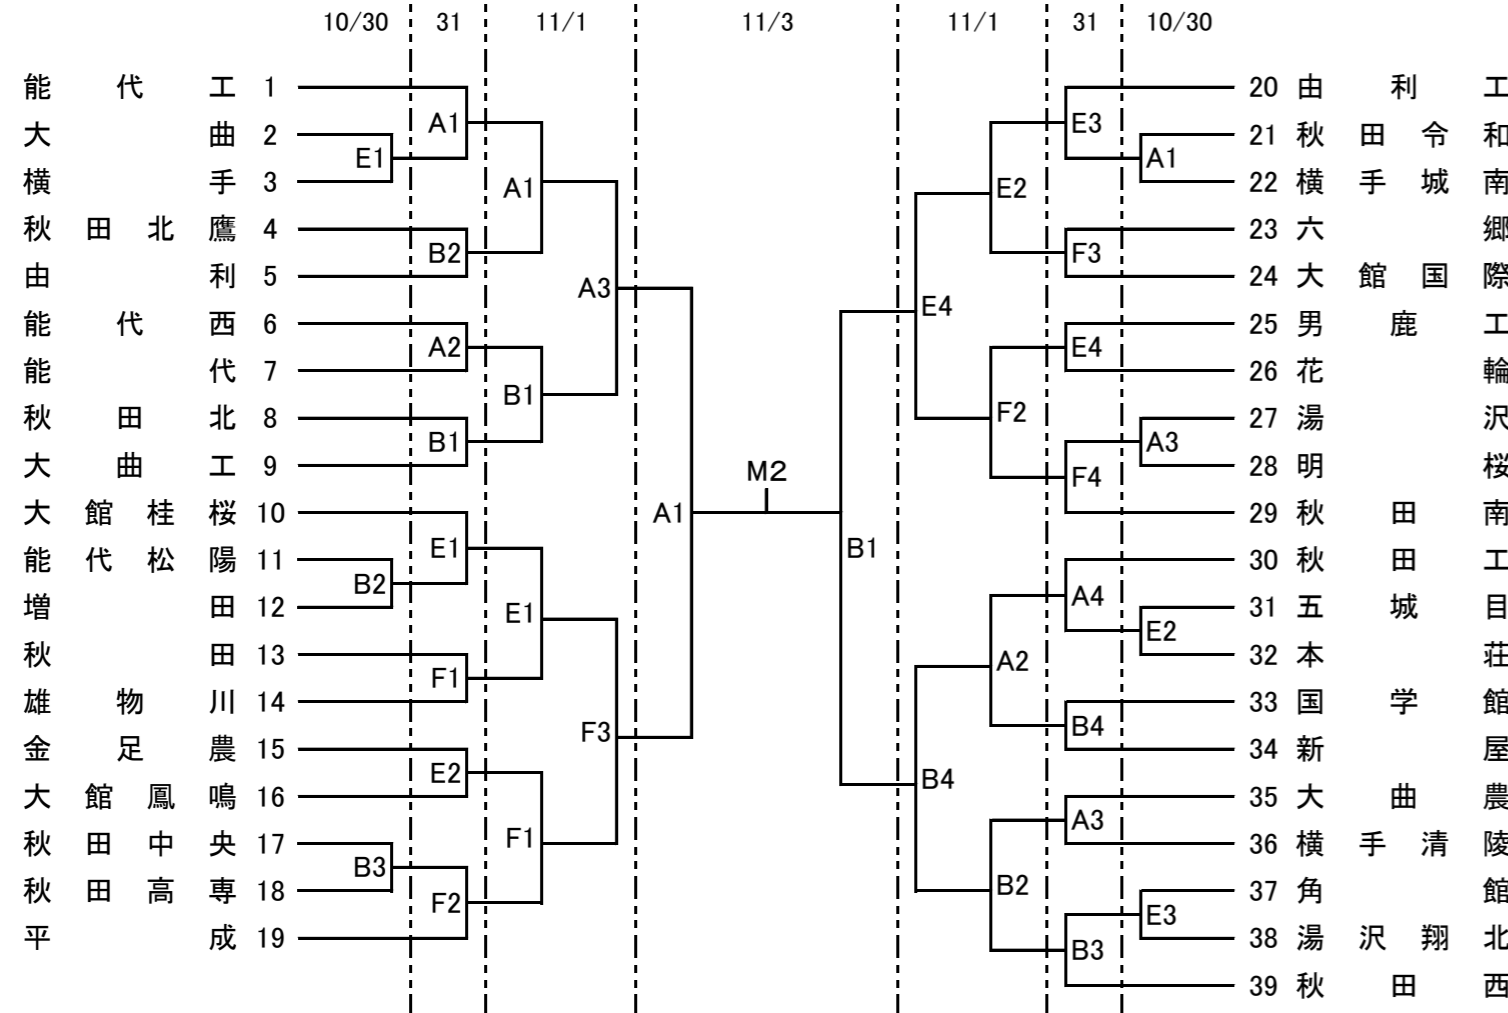 10/30 31 11/1 11/3 11/1 31 10/30
能代工 1 20 由利工
A1 E3
大曲 2 21 秋田令和
E1 A1
横手 3 A1 E2 22 横手城南
秋田北鷹 4 23 六郷
B2 F3
由利 5 A3 24 大館国際
E4
能代西 6 25 男鹿工
A2 E4
能代 7 26 花輪
B1 F2
秋田北 8 27 湯沢
B1 A3
大曲工 9 M2 F4 28 明桜
大館桂桜 10 A1 29 秋田南
E1 B1
能代松陽 11 30 秋田工
B2 A4
増田 12 E1 31 五城目
E2
秋田 13 A2 32 本荘
F1
雄物川 14 33 国学館
F3 B4
金足農 15 34 新屋
E2 B4
大館鳳鳴 16 35 大曲農
F1 A3
秋田中央 17 36 横手清陵
B3
秋田高専 18 B2 37 角館
F2 E3
平成 19 38 湯沢翔北
B3
39 秋田西